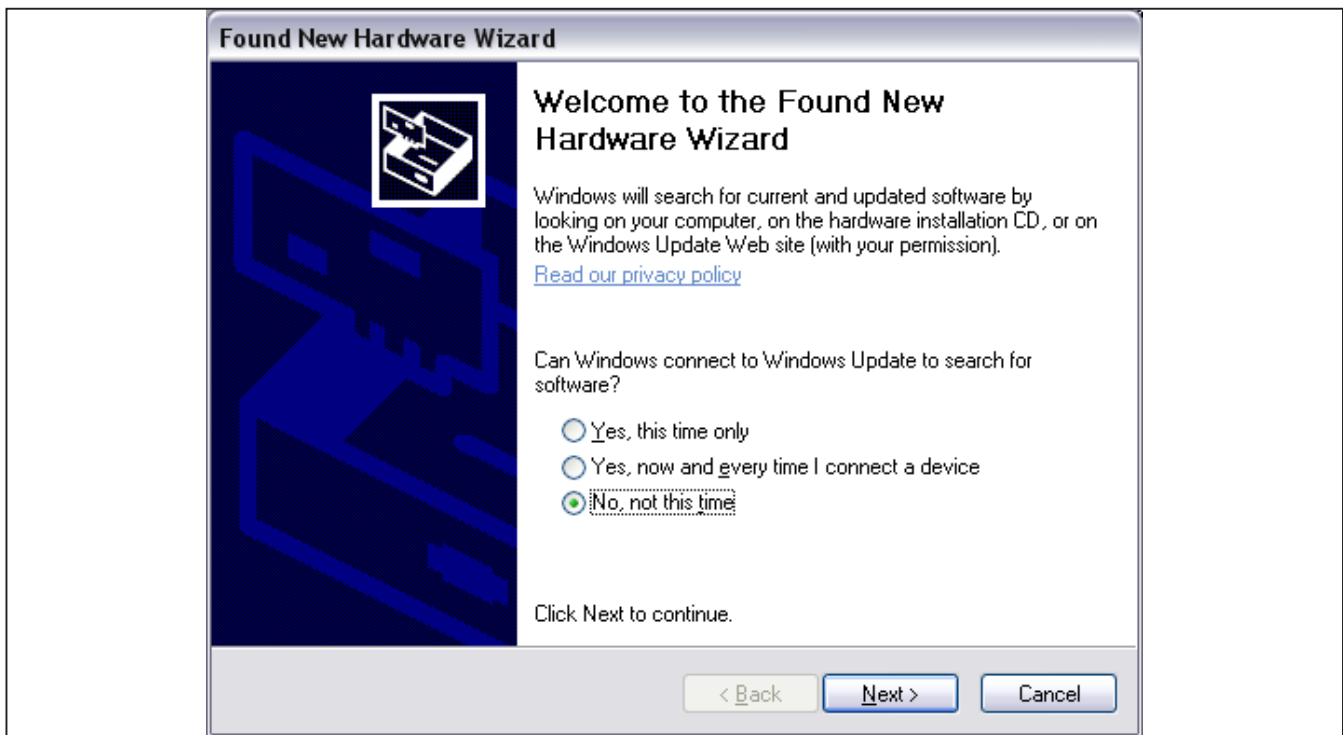 Found New Hardware Wizard
Welcome to the Found New
Hardware Wizard
Windows will search for current and updated software by
looking on your computer, on the hardware installation CD, or on
the Windows Update Web site (with your permission).
Read our privacy policy
Can Windows connect to Windows Update to search for
software?
Yes, this time only
Yes, now and every time I connect a device
No, not this time
Click Next to continue.
< Back
Next >
Cancel